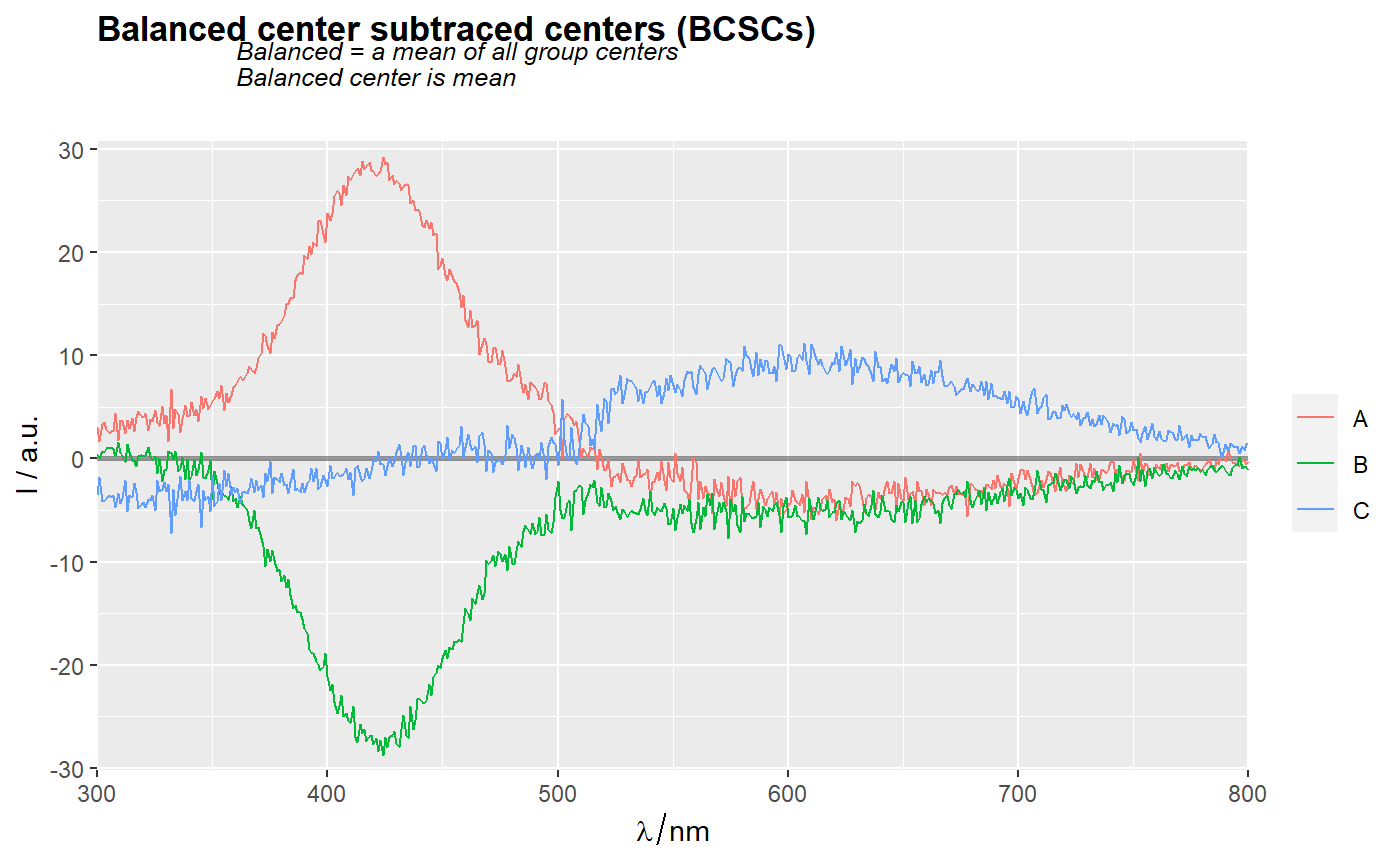 Balanced center subtraced centers (BCSCs)
Balanced = a mean of all group centers
Balanced center is mean
30
20
10
0
-10
-20
-30
I / a.u.
300 400 500 600 700 800
λ/nm
A
B
C